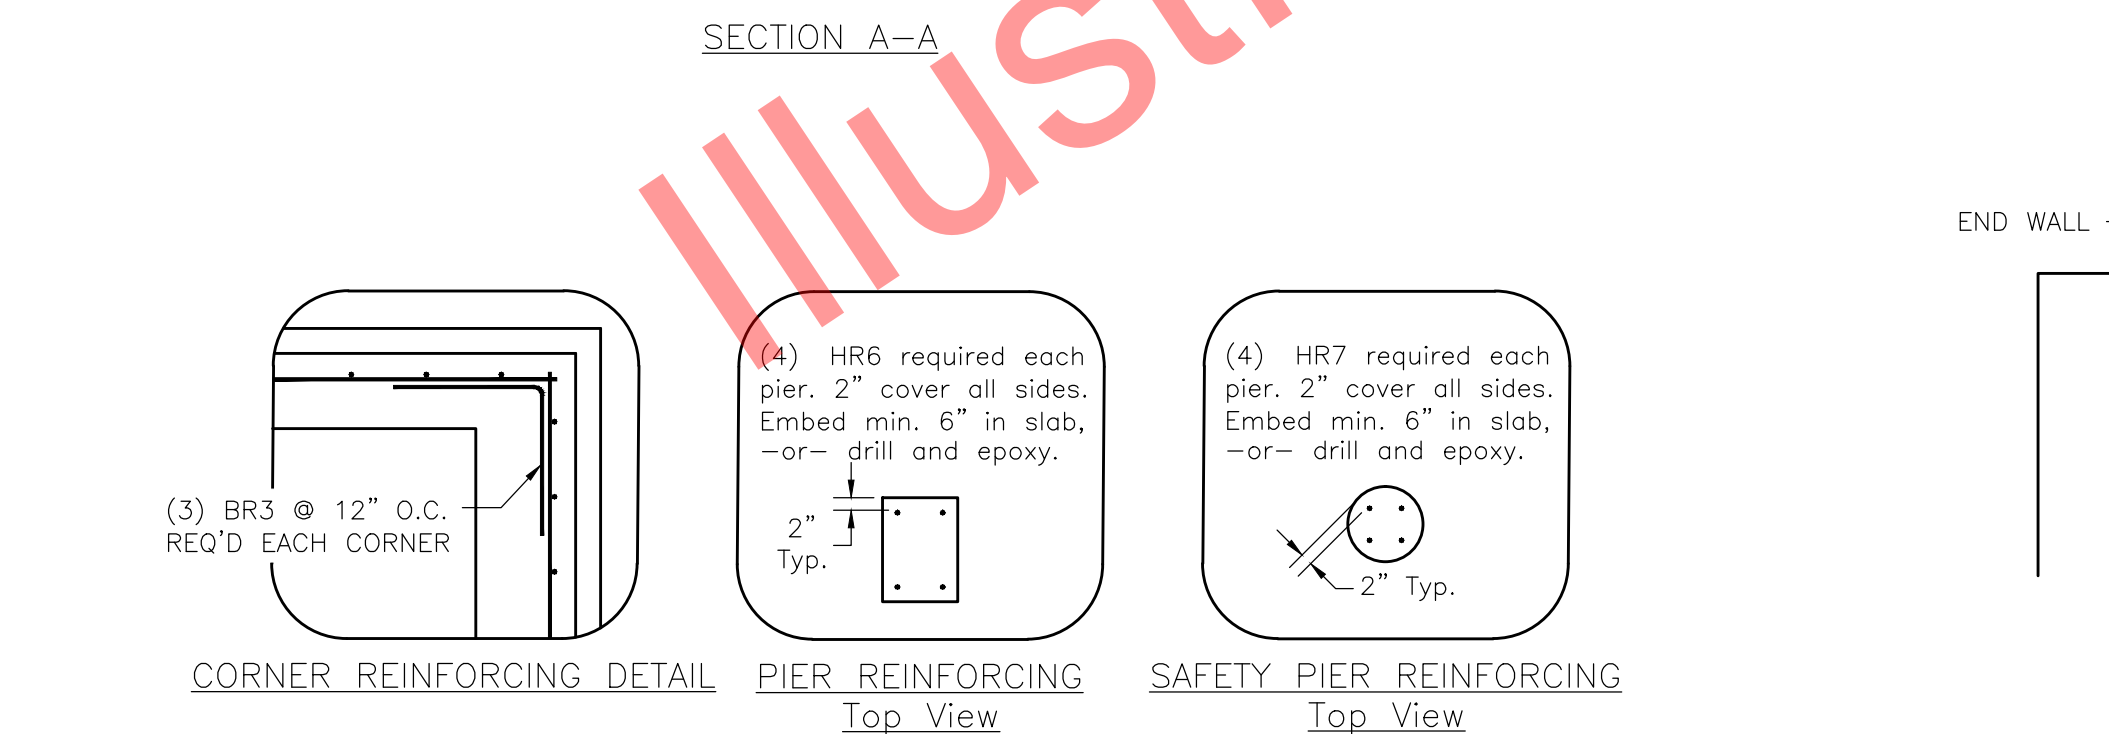 SECTION A-A
END WALL
(4) HR6 required each
pier. 2" cover all sides.
Embed min. 6" in slab,
-or- drill and epoxy.
2"
Typ.
(4) HR7 required each
pier. 2" cover all sides.
Embed min. 6" in slab,
-or- drill and epoxy.
2" Typ.
(3) BR3 @ 12" O.C.
REQ'D EACH CORNER
CORNER REINFORCING DETAIL
PIER REINFORCING
Top View
SAFETY PIER REINFORCING
Top View